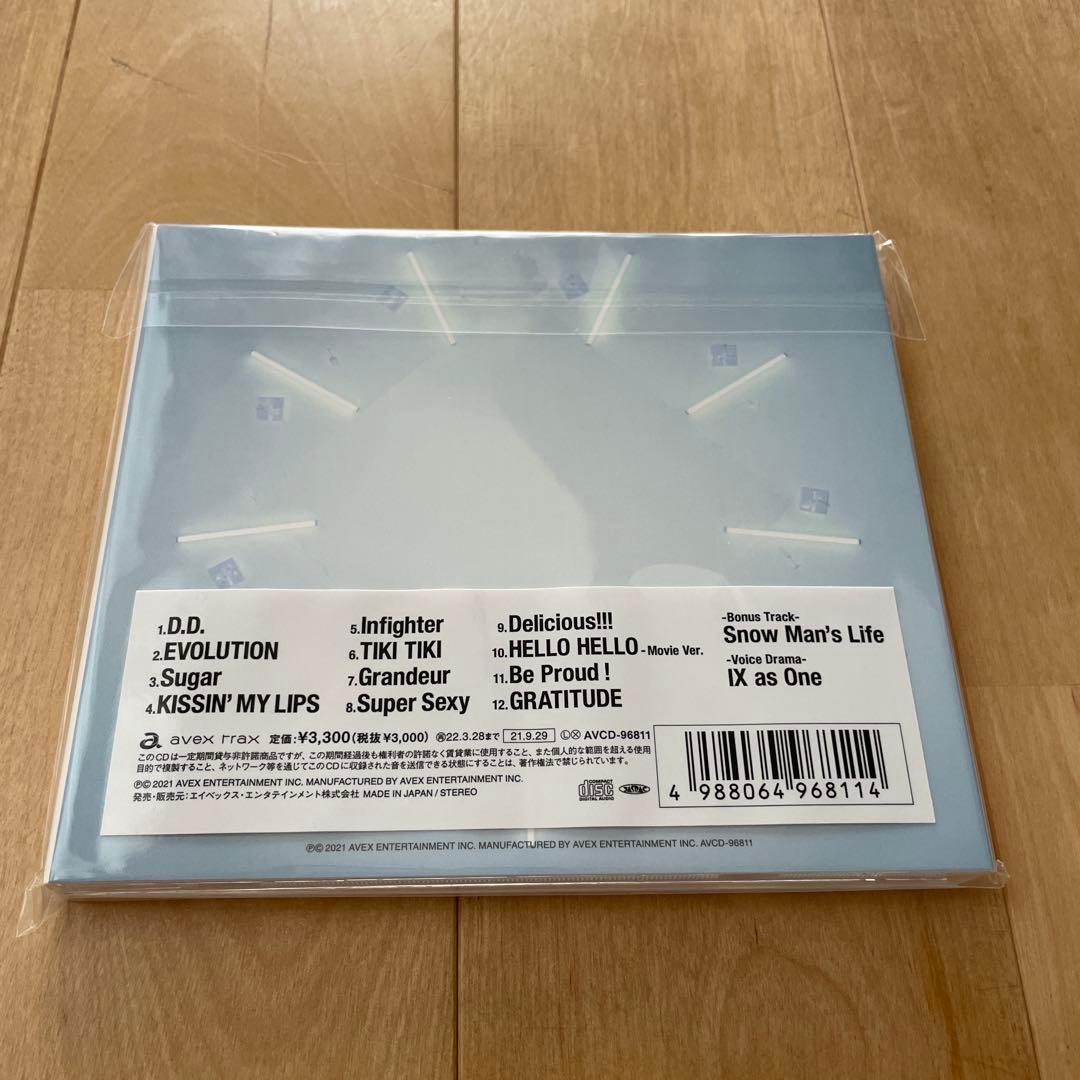 1.D.D.
2.EVOLUTION
3.Sugar
4.KISSIN' MY LIPS
5.Infighter
6.TIKI TIKI
7.Grandeur
8.Super Sexy
9.Delicious!!!
10.HELLO HELLO -Movie Ver.
11.Be Proud !
12.GRATITUDE
-Bonus Track-
Snow Man's Life
-Voice Drama-
IX as One
avex trax 定価:¥3,300(税抜¥3,000) 再22.3.28まで 21.9.29 ⓁⓍ AVCD-96811
このCDは一定期間貸与非許諾商品ですが、この期間経過後も権利者の許諾なく賃貸業に使用すること、また個人的な範囲を超える使用
目的で複製すること、ネットワーク等を通じてこのCDに収録された音を送信できる状態にすることは、著作権法で禁じられています。
℗© 2021 AVEX ENTERTAINMENT INC. MANUFACTURED BY AVEX ENTERTAINMENT INC.
発売・販売元:エイベックス・エンタテインメント株式会社 MADE IN JAPAN / STEREO
COMPACT
disc
DIGITAL AUDIO
JASRAC
4 988064 968114
℗© 2021 AVEX ENTERTAINMENT INC. MANUFACTURED BY AVEX ENTERTAINMENT INC. AVCD-96811